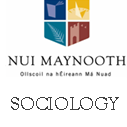 NUI MAYNOOTH
Ollscoil na hÉireann Má Nuad
SOCIOLOGY